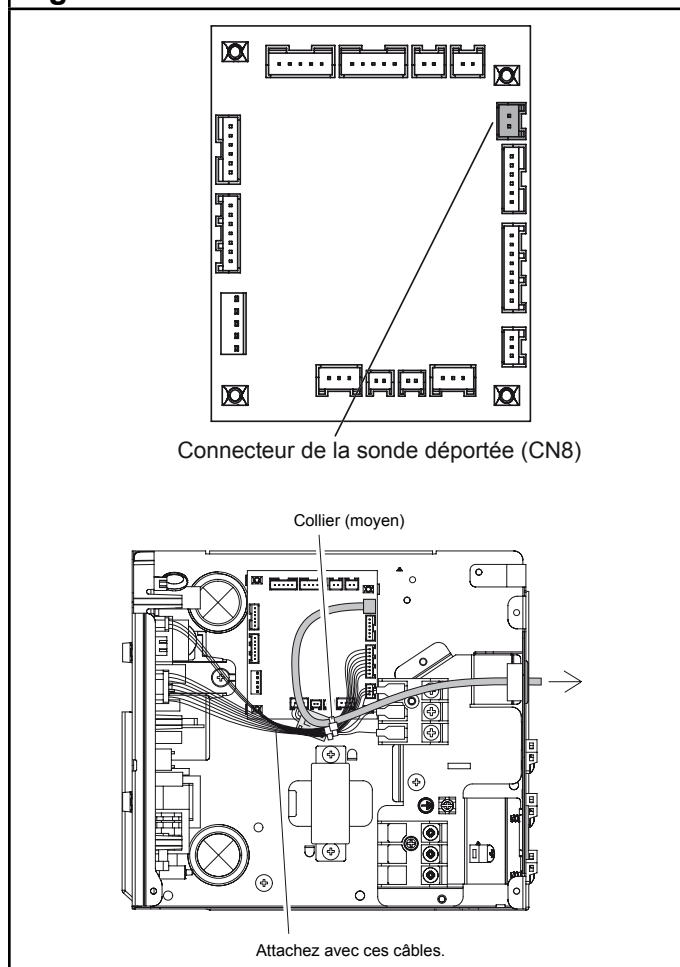 Connecteur de la sonde déportée (CN8)
Collier (moyen)
Attachez avec ces câbles.